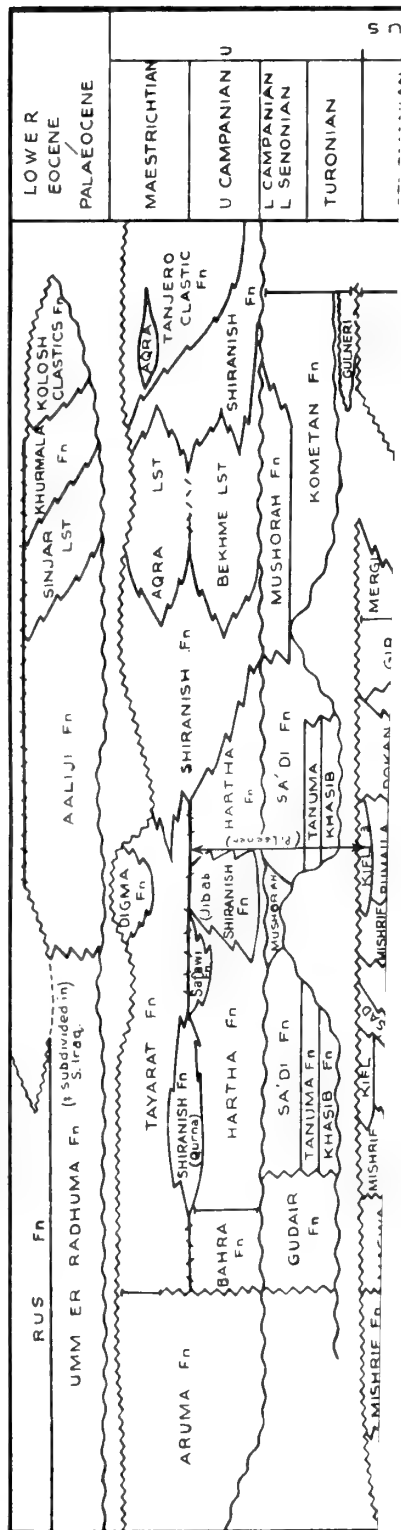 LOWER
EOCENE /
PALAEOCENE
MAESTRICHTIAN
U CAMPANIAN
U
L CAMPANIAN
L SENONIAN
TURONIAN
RUS Fn
UMM ER RADHUMA Fn (± subdivided in)
S. Iraq.
AALIJI Fn
SINJAR
LST
KHURMALA
Fn
KOLOSH
CLASTICS Fn
ARUMA Fn
TAYARAT Fn
DIGMA
Fn
SHIRANISH Fn
AQRA LST
AQRA
TANJERO
CLASTIC
Fn
SHIRANISH Fn
(Qurna)
BAHRA
Fn
HARTHA Fn
(Jibab
SHIRANISH
Fn
HARTHA
Fn
BEKHME LST
SHIRANISH Fn
GUDAIR
Fn
SA'DI Fn
MUSHORAH
SA'DI Fn
MUSHORAH Fn
TANUMA Fn
KHASIB Fn
TANUMA
KHASIB
KOMETAN Fn
GULNERI
MISHRIF Fn
MISHRIF
KIFL
MISHRIF
KIFL
RUMAILA
DOKAN
GIR
MERGI